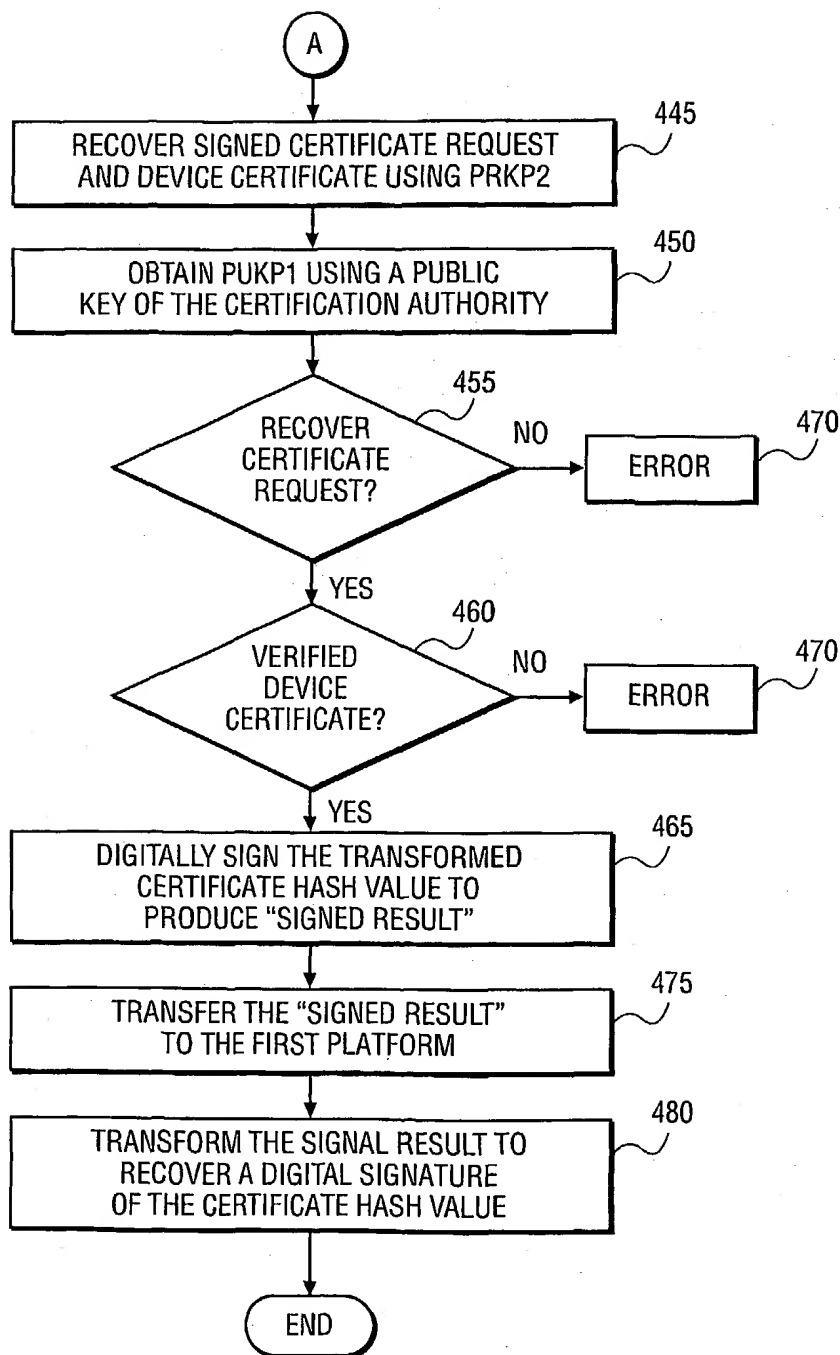 A
445
RECOVER SIGNED CERTIFICATE REQUEST
AND DEVICE CERTIFICATE USING PRKP2
450
OBTAIN PUKP1 USING A PUBLIC
KEY OF THE CERTIFICATION AUTHORITY
455
RECOVER
CERTIFICATE
REQUEST?
NO
470
ERROR
YES
460
VERIFIED
DEVICE
CERTIFICATE?
NO
470
ERROR
YES
465
DIGITALLY SIGN THE TRANSFORMED
CERTIFICATE HASH VALUE TO
PRODUCE “SIGNED RESULT”
475
TRANSFER THE “SIGNED RESULT”
TO THE FIRST PLATFORM
480
TRANSFORM THE SIGNAL RESULT TO
RECOVER A DIGITAL SIGNATURE
OF THE CERTIFICATE HASH VALUE
END